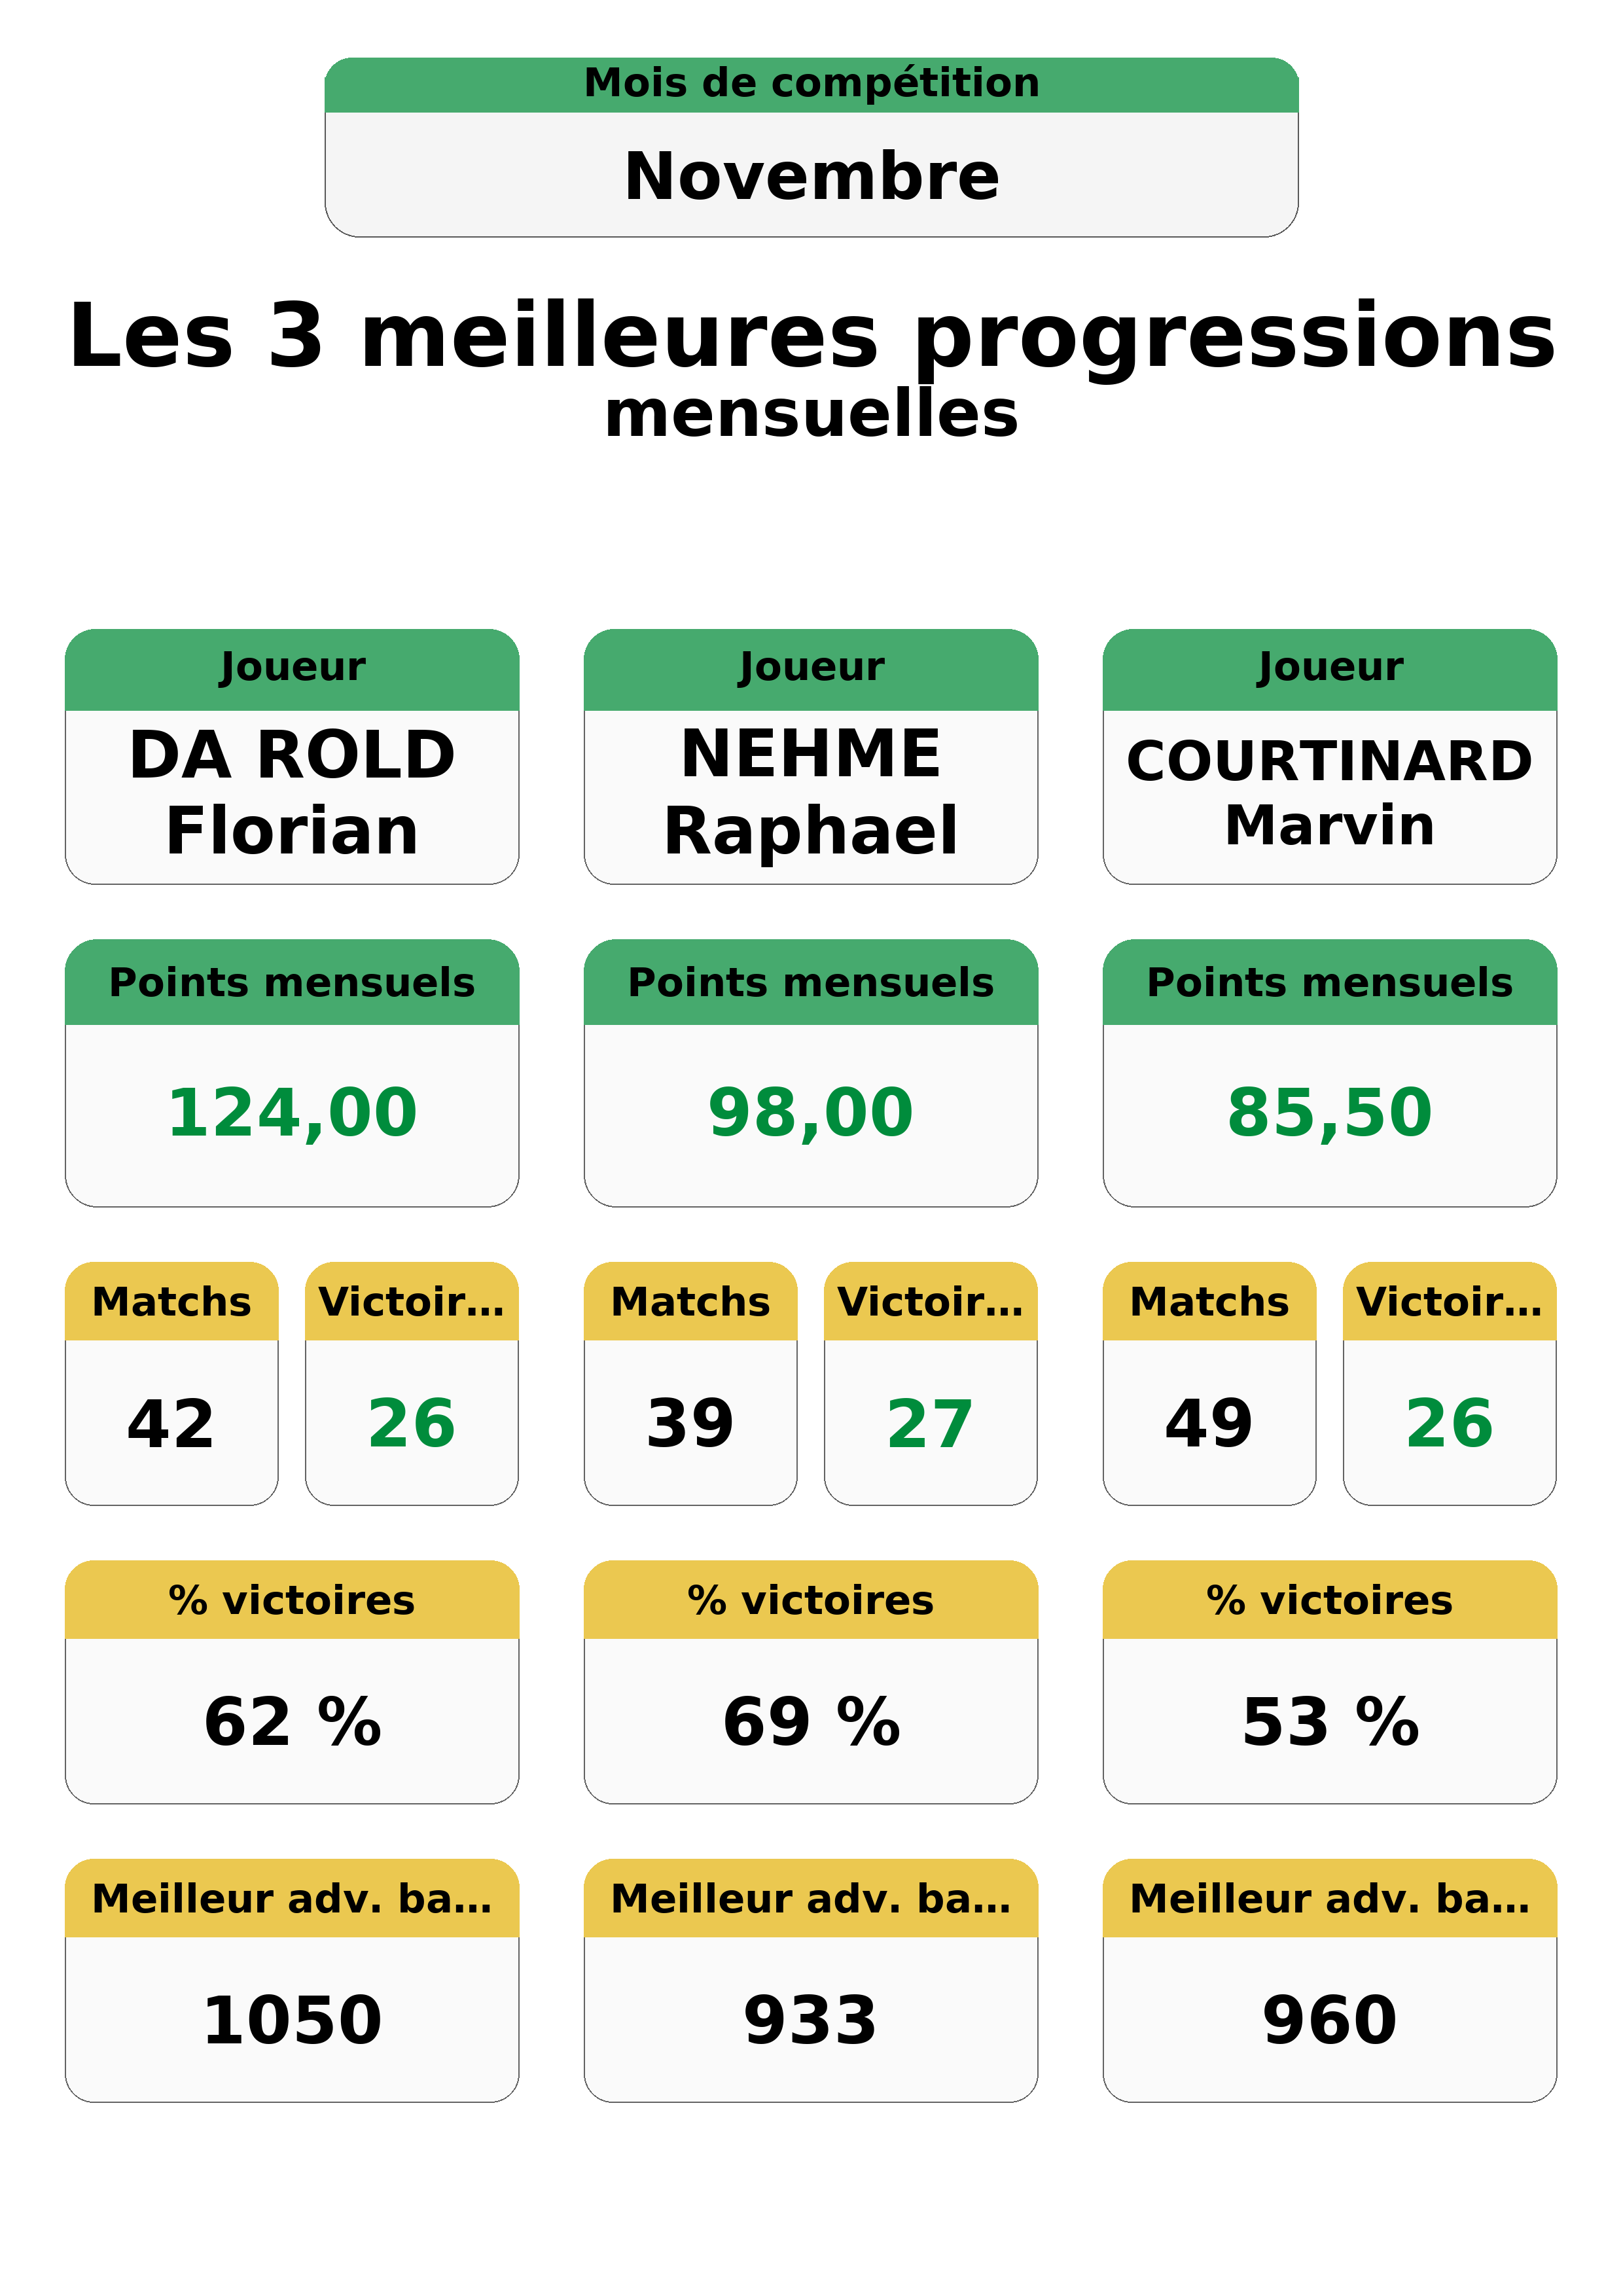 Mois de compétition
Novembre
Les 3 meilleures progressions
mensuelles
Joueur
DA ROLD
Florian
Joueur
NEHME
Raphael
Joueur
COURTINARD
Marvin
Points mensuels
124,00
Points mensuels
98,00
Points mensuels
85,50
Matchs
42
Victoir...
26
Matchs
39
Victoir...
27
Matchs
49
Victoir...
26
% victoires
62 %
% victoires
69 %
% victoires
53 %
Meilleur adv. ba...
1050
Meilleur adv. ba...
933
Meilleur adv. ba...
960